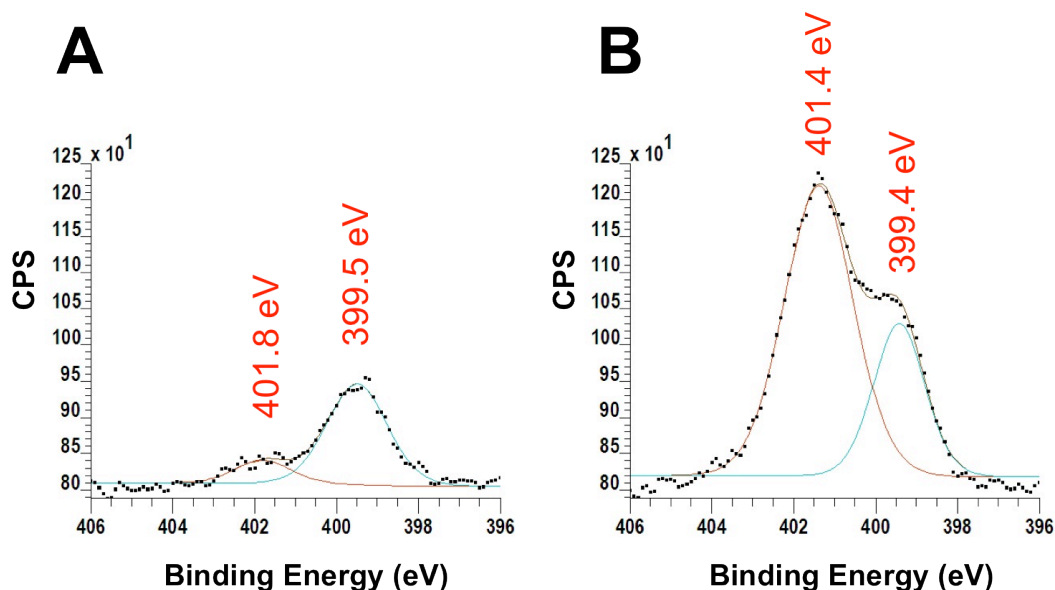 A
401.8 eV
399.5 eV
125 x 10¹
120
115
110
105
100
95
90
85
80
CPS
406 404 402 400 398 396
Binding Energy (eV)
B
401.4 eV
399.4 eV
125 x 10¹
120
115
110
105
100
95
90
85
80
CPS
406 404 402 400 398 396
Binding Energy (eV)